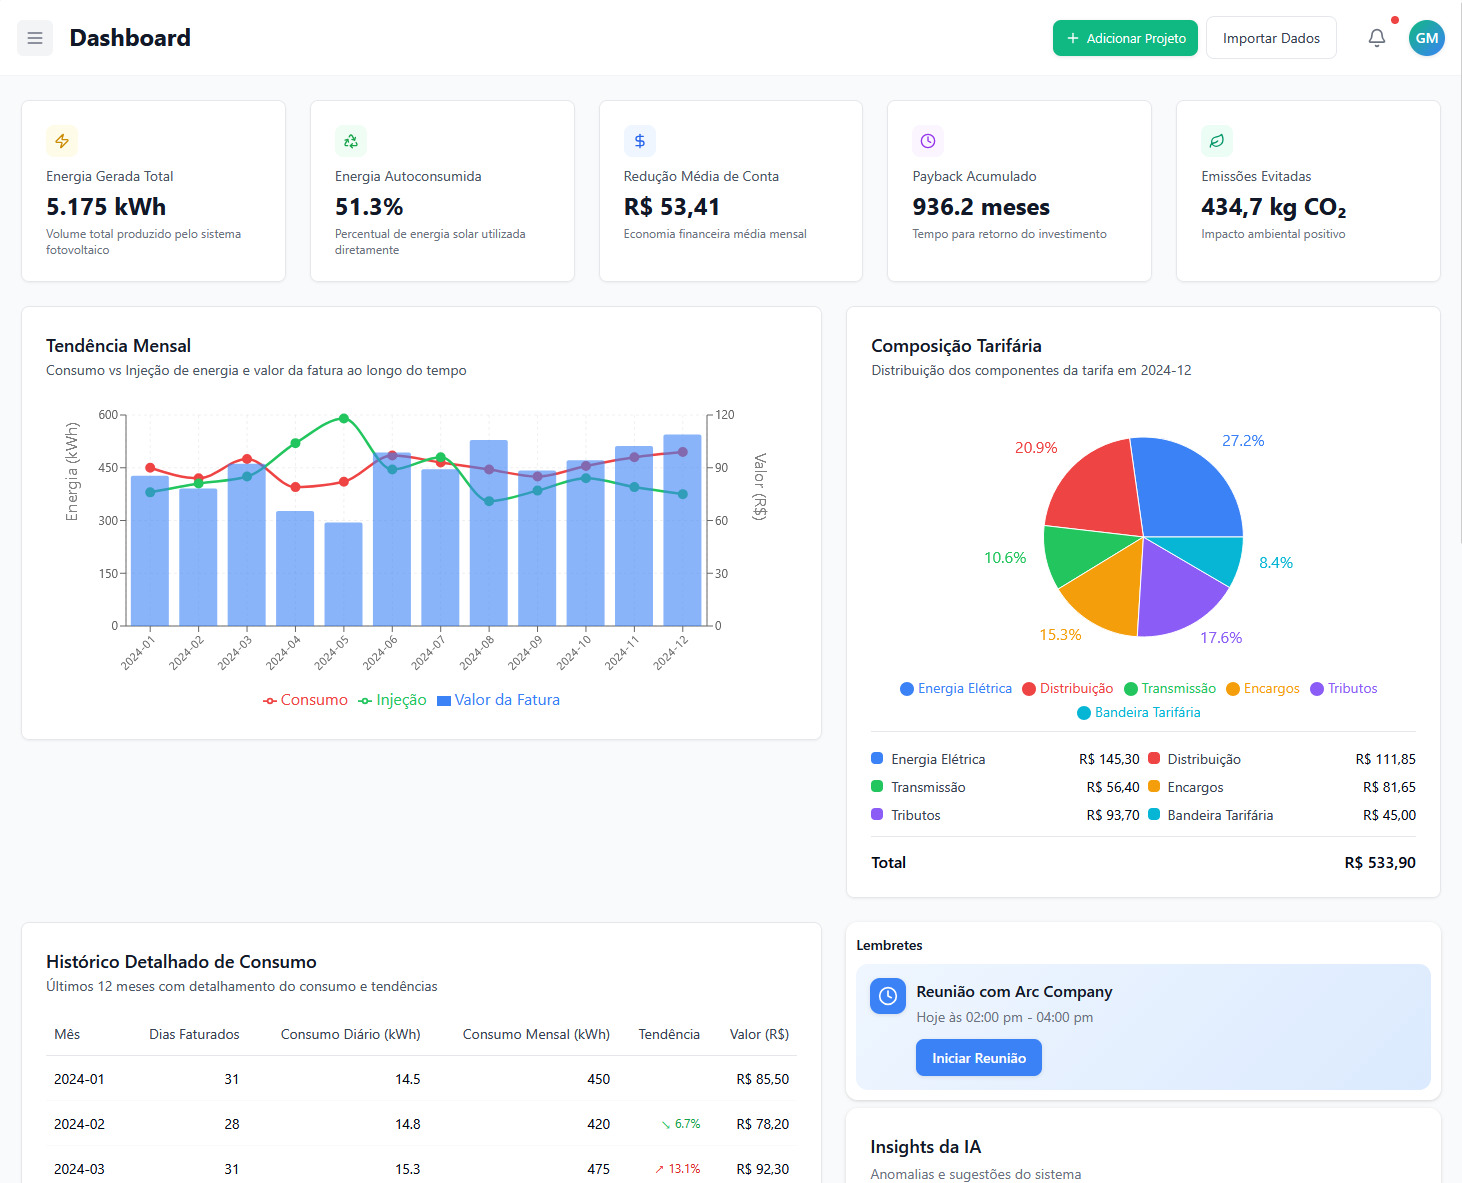 Dashboard
+ Adicionar Projeto
Importar Dados
GM
Energia Gerada Total
5.175 kWh
Volume total produzido pelo sistema
fotovoltaico
Energia Autoconsumida
51.3%
Percentual de energia solar utilizada
diretamente
Redução Média de Conta
R$ 53,41
Economia financeira média mensal
Payback Acumulado
936.2 meses
Tempo para retorno do investimento
Emissões Evitadas
434,7 kg CO₂
Impacto ambiental positivo
Tendência Mensal
Consumo vs Injeção de energia e valor da fatura ao longo do tempo
Energia (kWh)
600
450
300
150
0
120
90
60
30
0
Valor (R$)
2024-01
2024-02
2024-03
2024-04
2024-05
2024-06
2024-07
2024-08
2024-09
2024-10
2024-11
2024-12
Consumo Injeção Valor da Fatura
Composição Tarifária
Distribuição dos componentes da tarifa em 2024-12
27.2%
20.9%
10.6%
15.3%
17.6%
8.4%
Energia Elétrica Distribuição Transmissão Encargos Tributos
Bandeira Tarifária
Energia Elétrica R$ 145,30 Distribuição R$ 111,85
Transmissão R$ 56,40 Encargos R$ 81,65
Tributos R$ 93,70 Bandeira Tarifária R$ 45,00
Total R$ 533,90
Histórico Detalhado de Consumo
Últimos 12 meses com detalhamento do consumo e tendências
Mês Dias Faturados Consumo Diário (kWh) Consumo Mensal (kWh) Tendência Valor (R$)
2024-01 31 14.5 450 R$ 85,50
2024-02 28 14.8 420 ↘ 6.7% R$ 78,20
2024-03 31 15.3 475 ↗ 13.1% R$ 92,30
Lembretes
Reunião com Arc Company
Hoje às 02:00 pm - 04:00 pm
Iniciar Reunião
Insights da IA
Anomalias e sugestões do sistema